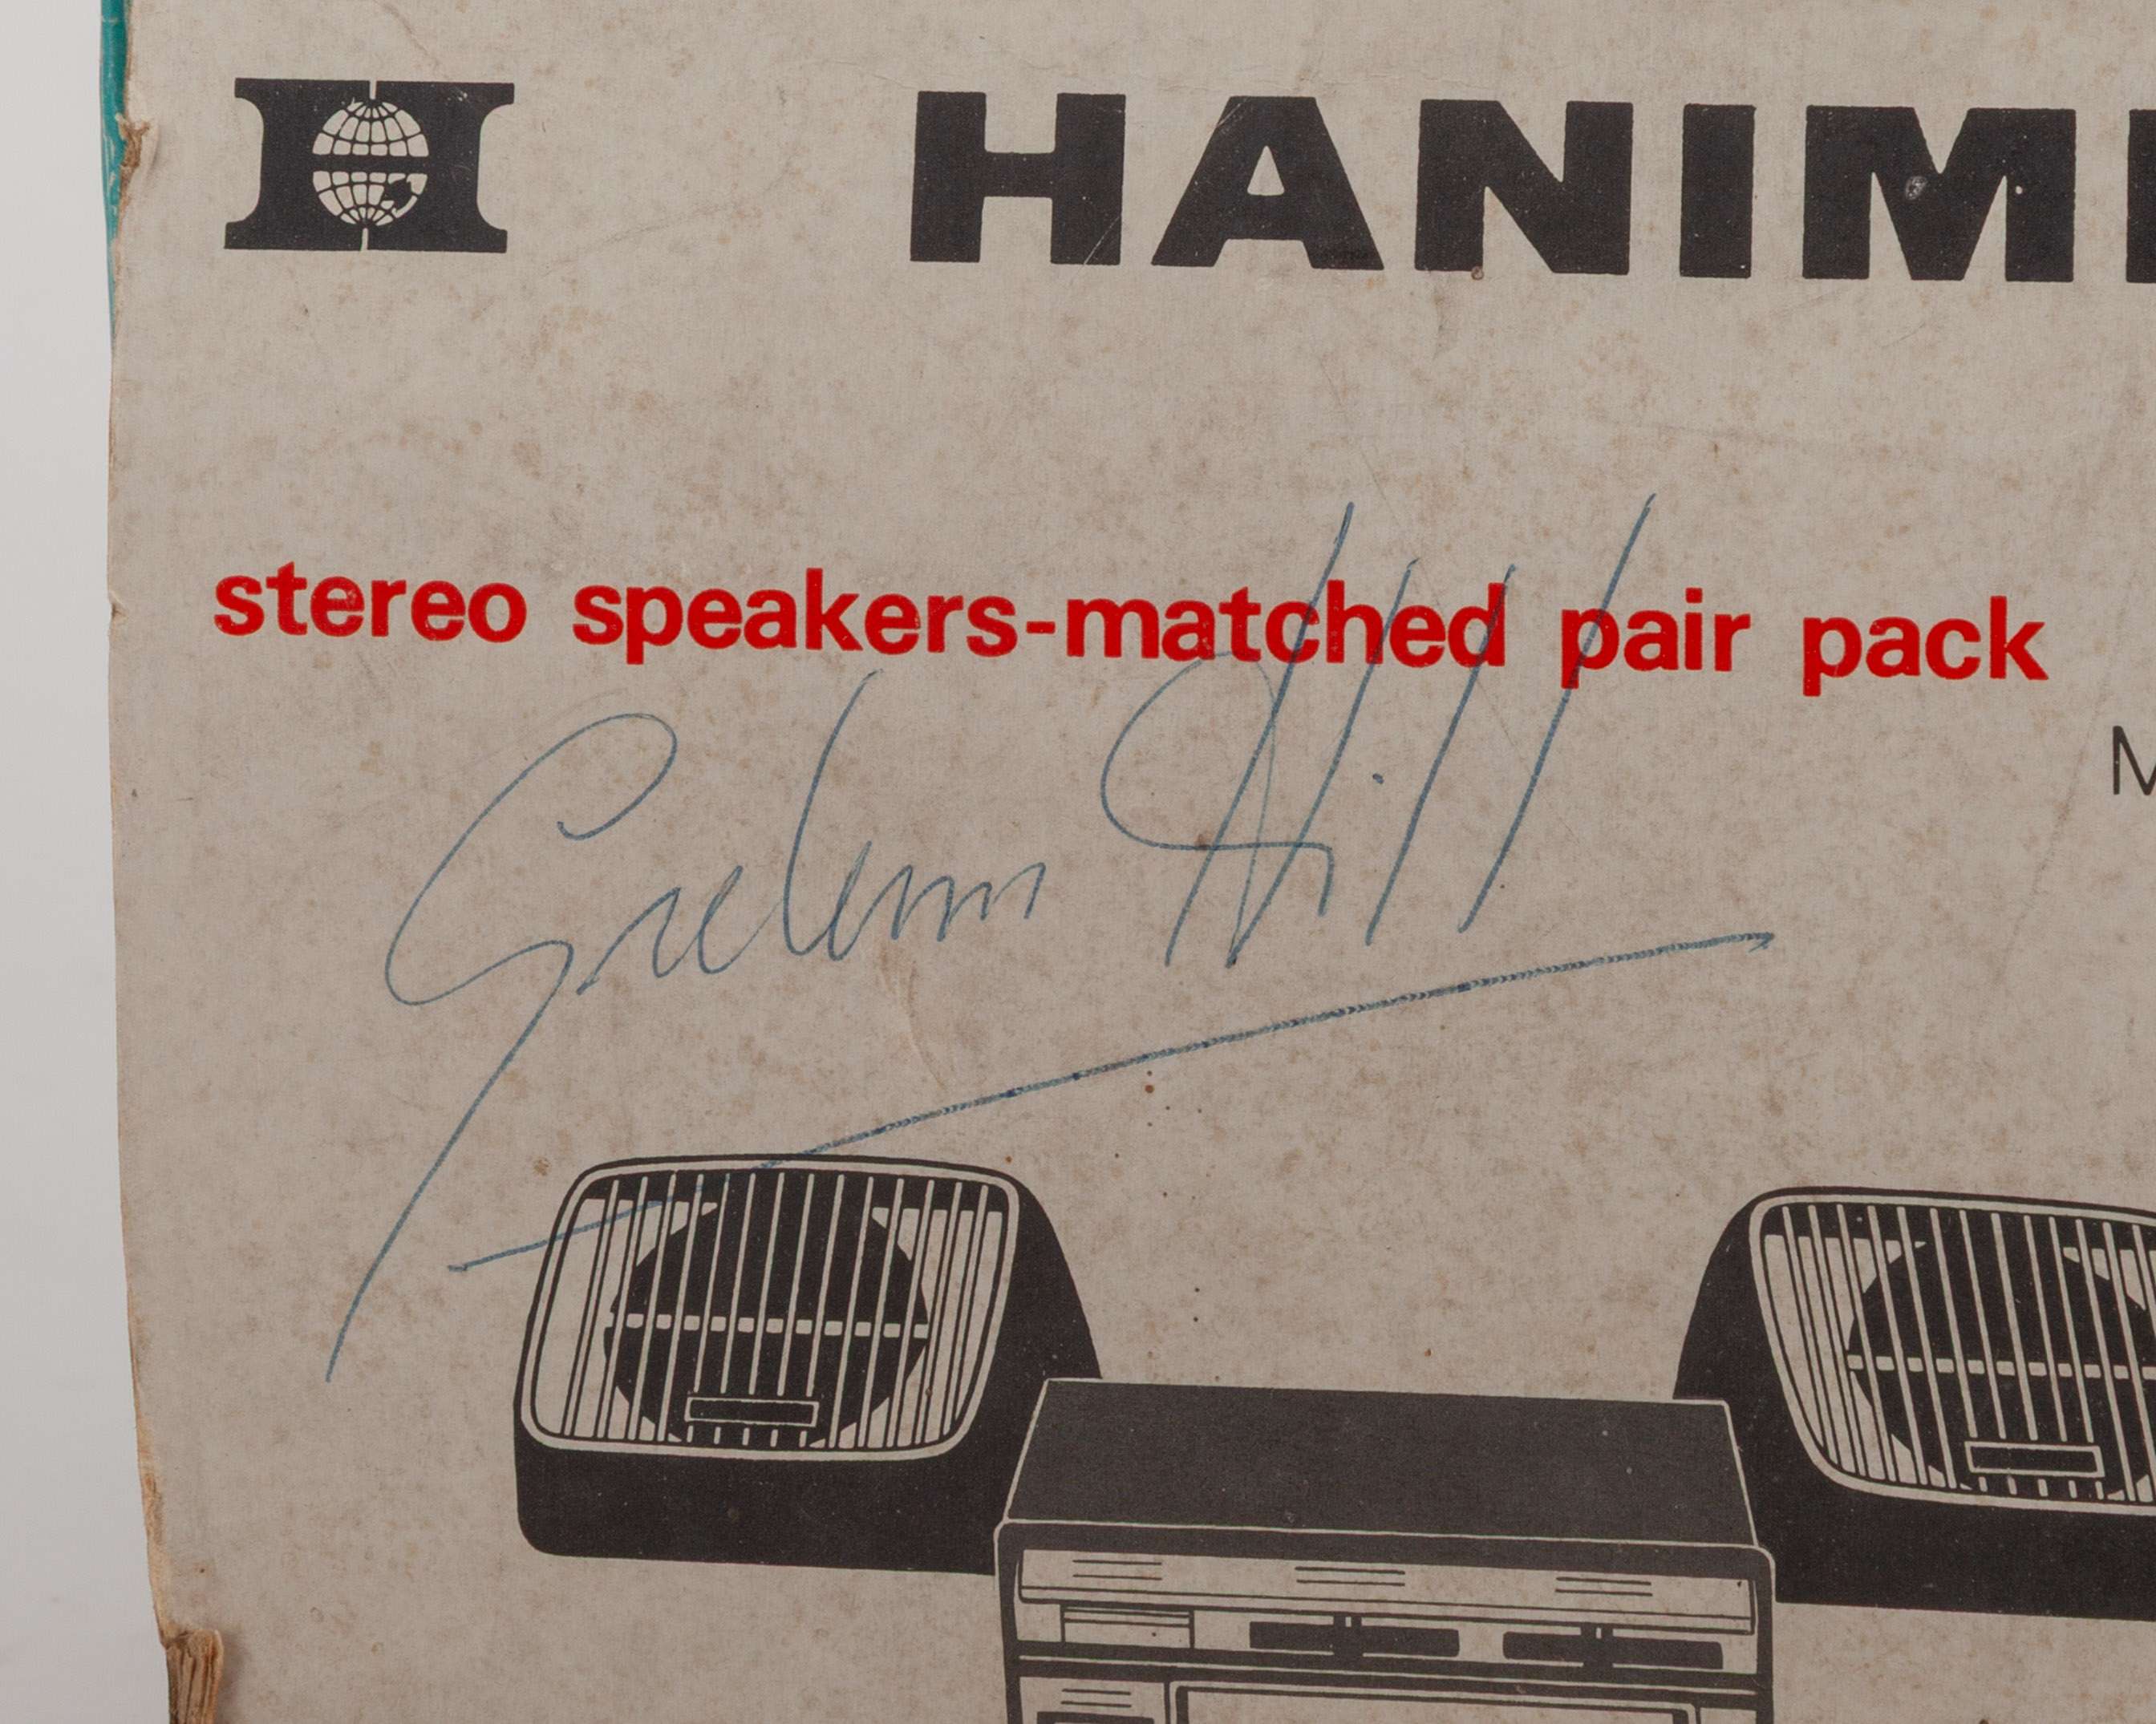 H HANIM
stereo speakers-matched pair pack
M
Graham Hill